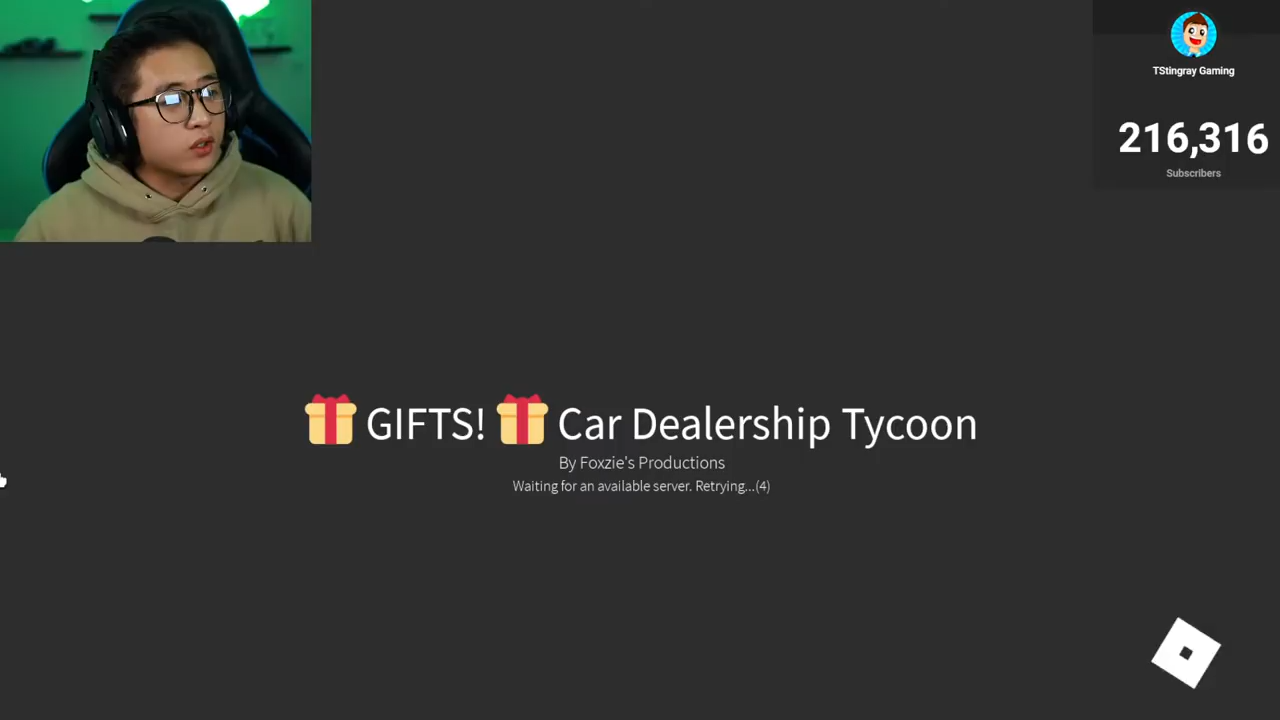 TStingray Gaming
216,316
Subscribers
🎁 GIFTS! 🎁 Car Dealership Tycoon
By Foxzie's Productions
Waiting for an available server. Retrying...(4)